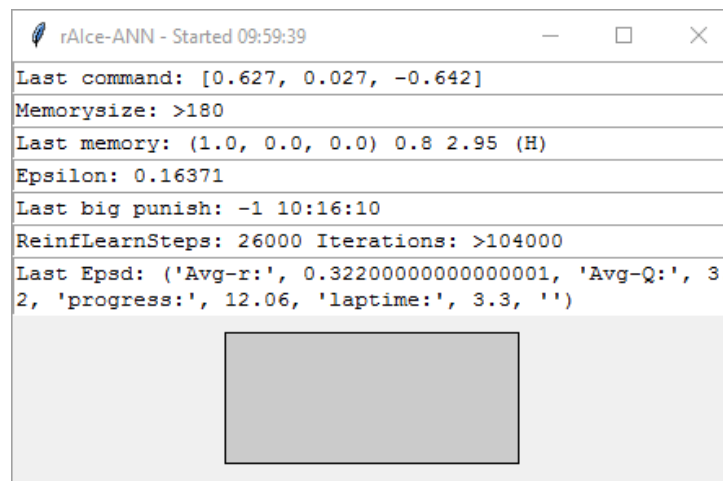 rAIce-ANN - Started 09:59:39
Last command: [0.627, 0.027, -0.642]
Memorysize: >180
Last memory: (1.0, 0.0, 0.0) 0.8 2.95 (H)
Epsilon: 0.16371
Last big punish: -1 10:16:10
ReinfLearnSteps: 26000 Iterations: >104000
Last Epsd: ('Avg-r:', 0.32200000000000001, 'Avg-Q:', 3
2, 'progress:', 12.06, 'laptime:', 3.3, '')